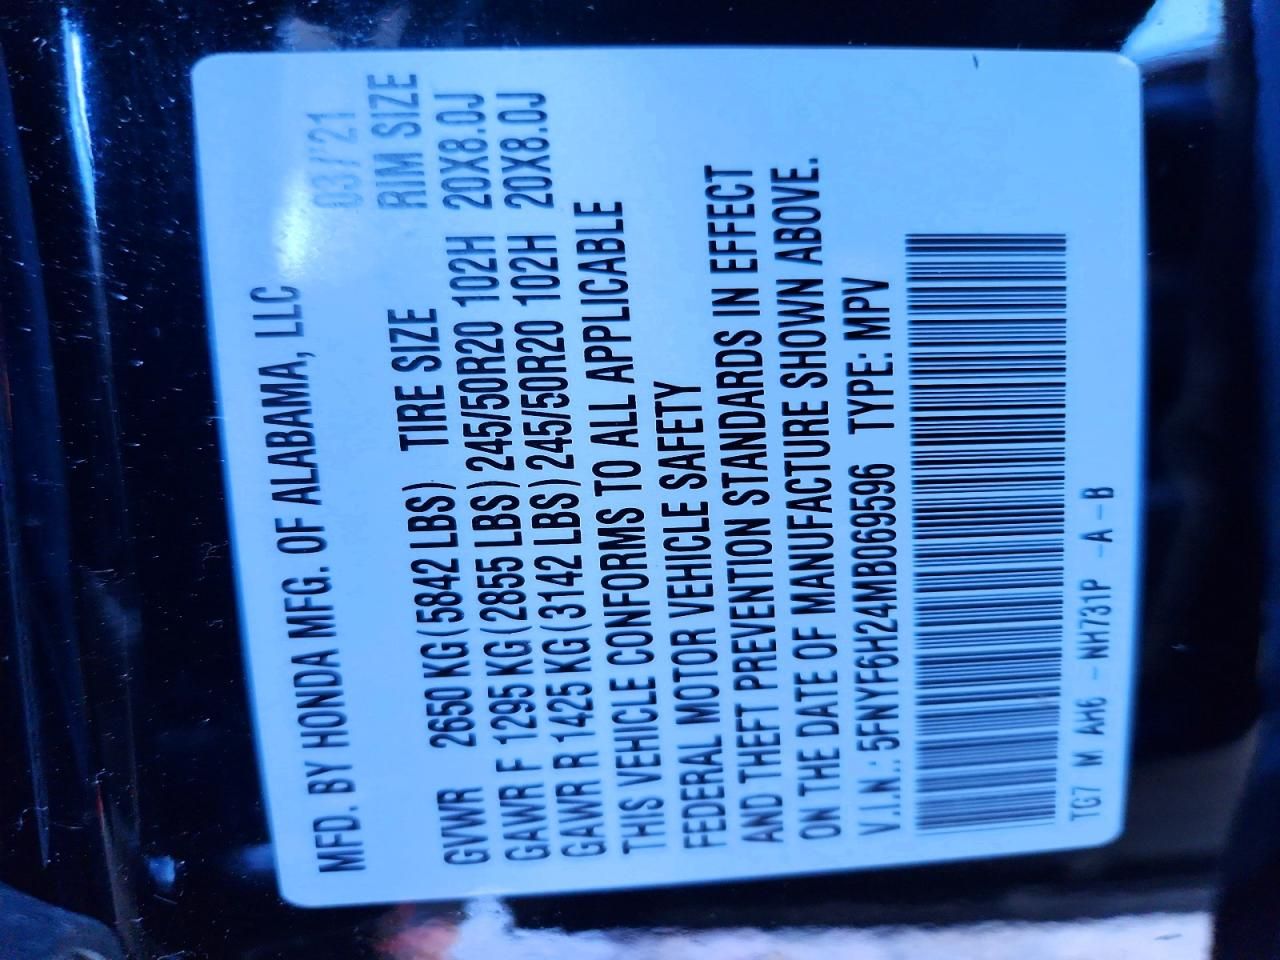 MFD. BY HONDA MFG. OF ALABAMA, LLC 03/'21
TIRE SIZE RIM SIZE
GVWR 2650 KG (5842 LBS)
GAWR F 1295 KG (2855 LBS) 245/50R20 102H 20X8.0J
GAWR R 1425 KG (3142 LBS) 245/50R20 102H 20X8.0J
THIS VEHICLE CONFORMS TO ALL APPLICABLE
FEDERAL MOTOR VEHICLE SAFETY
AND THEFT PREVENTION STANDARDS IN EFFECT
ON THE DATE OF MANUFACTURE SHOWN ABOVE.
V.I.N.: 5FNYF6H24MB069596 TYPE: MPV
TG7 M AH6 - NH731P - A - B